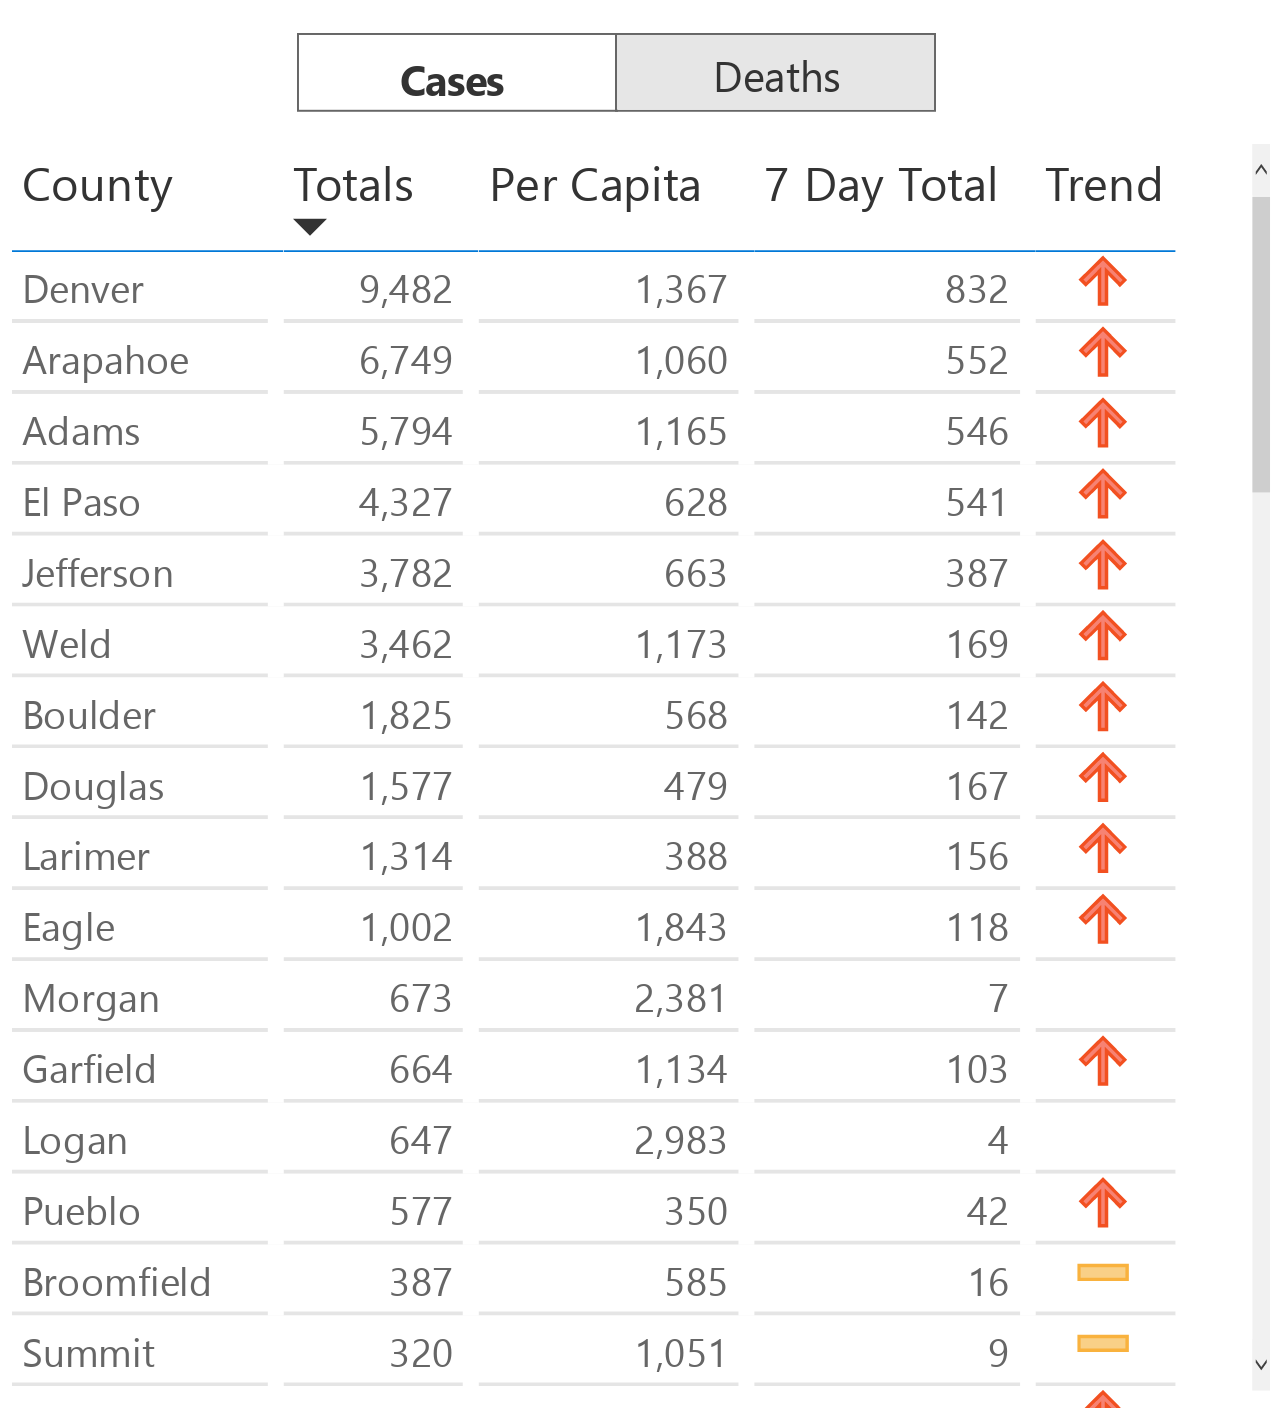 Cases Deaths
County Totals Per Capita 7 Day Total Trend
Denver 9,482 1,367 832
Arapahoe 6,749 1,060 552
Adams 5,794 1,165 546
El Paso 4,327 628 541
Jefferson 3,782 663 387
Weld 3,462 1,173 169
Boulder 1,825 568 142
Douglas 1,577 479 167
Larimer 1,314 388 156
Eagle 1,002 1,843 118
Morgan 673 2,381 7
Garfield 664 1,134 103
Logan 647 2,983 4
Pueblo 577 350 42
Broomfield 387 585 16
Summit 320 1,051 9